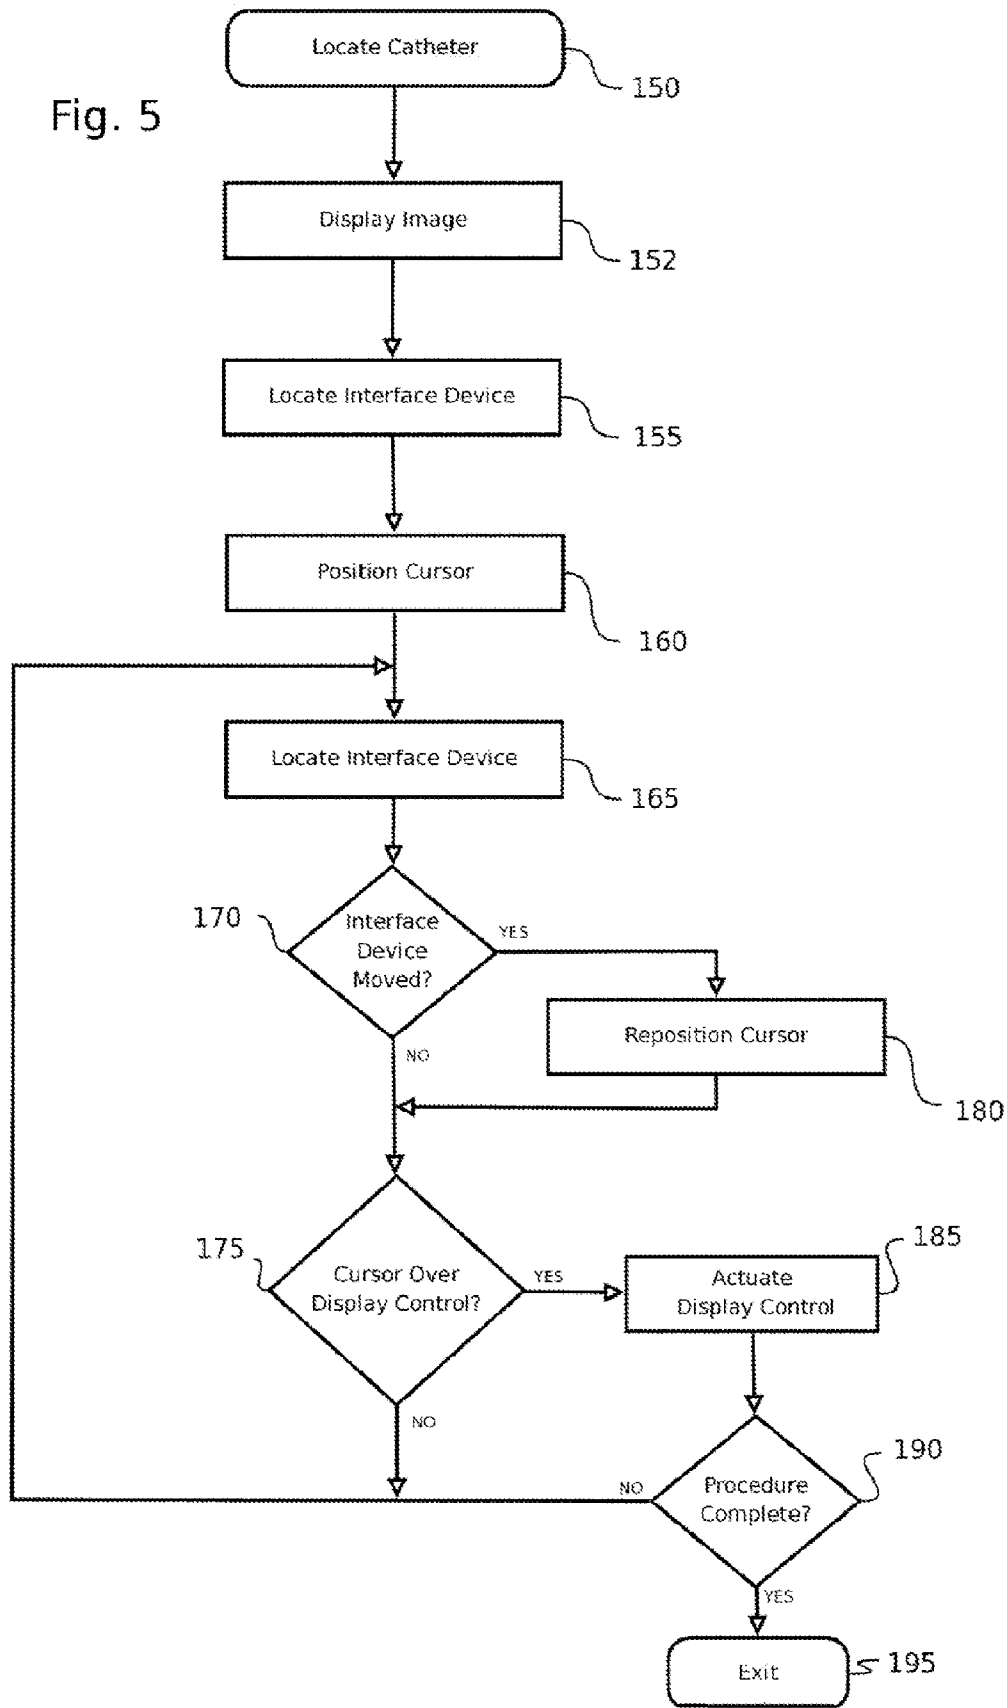 Locate Catheter
150
Fig. 5
Display Image
152
Locate Interface Device
155
Position Cursor
160
Locate Interface Device
165
170
Interface
Device
Moved?
YES
NO
Reposition Cursor
180
175
Cursor Over
Display Control?
YES
NO
Actuate
Display Control
185
Procedure
Complete?
190
NO
YES
Exit
195